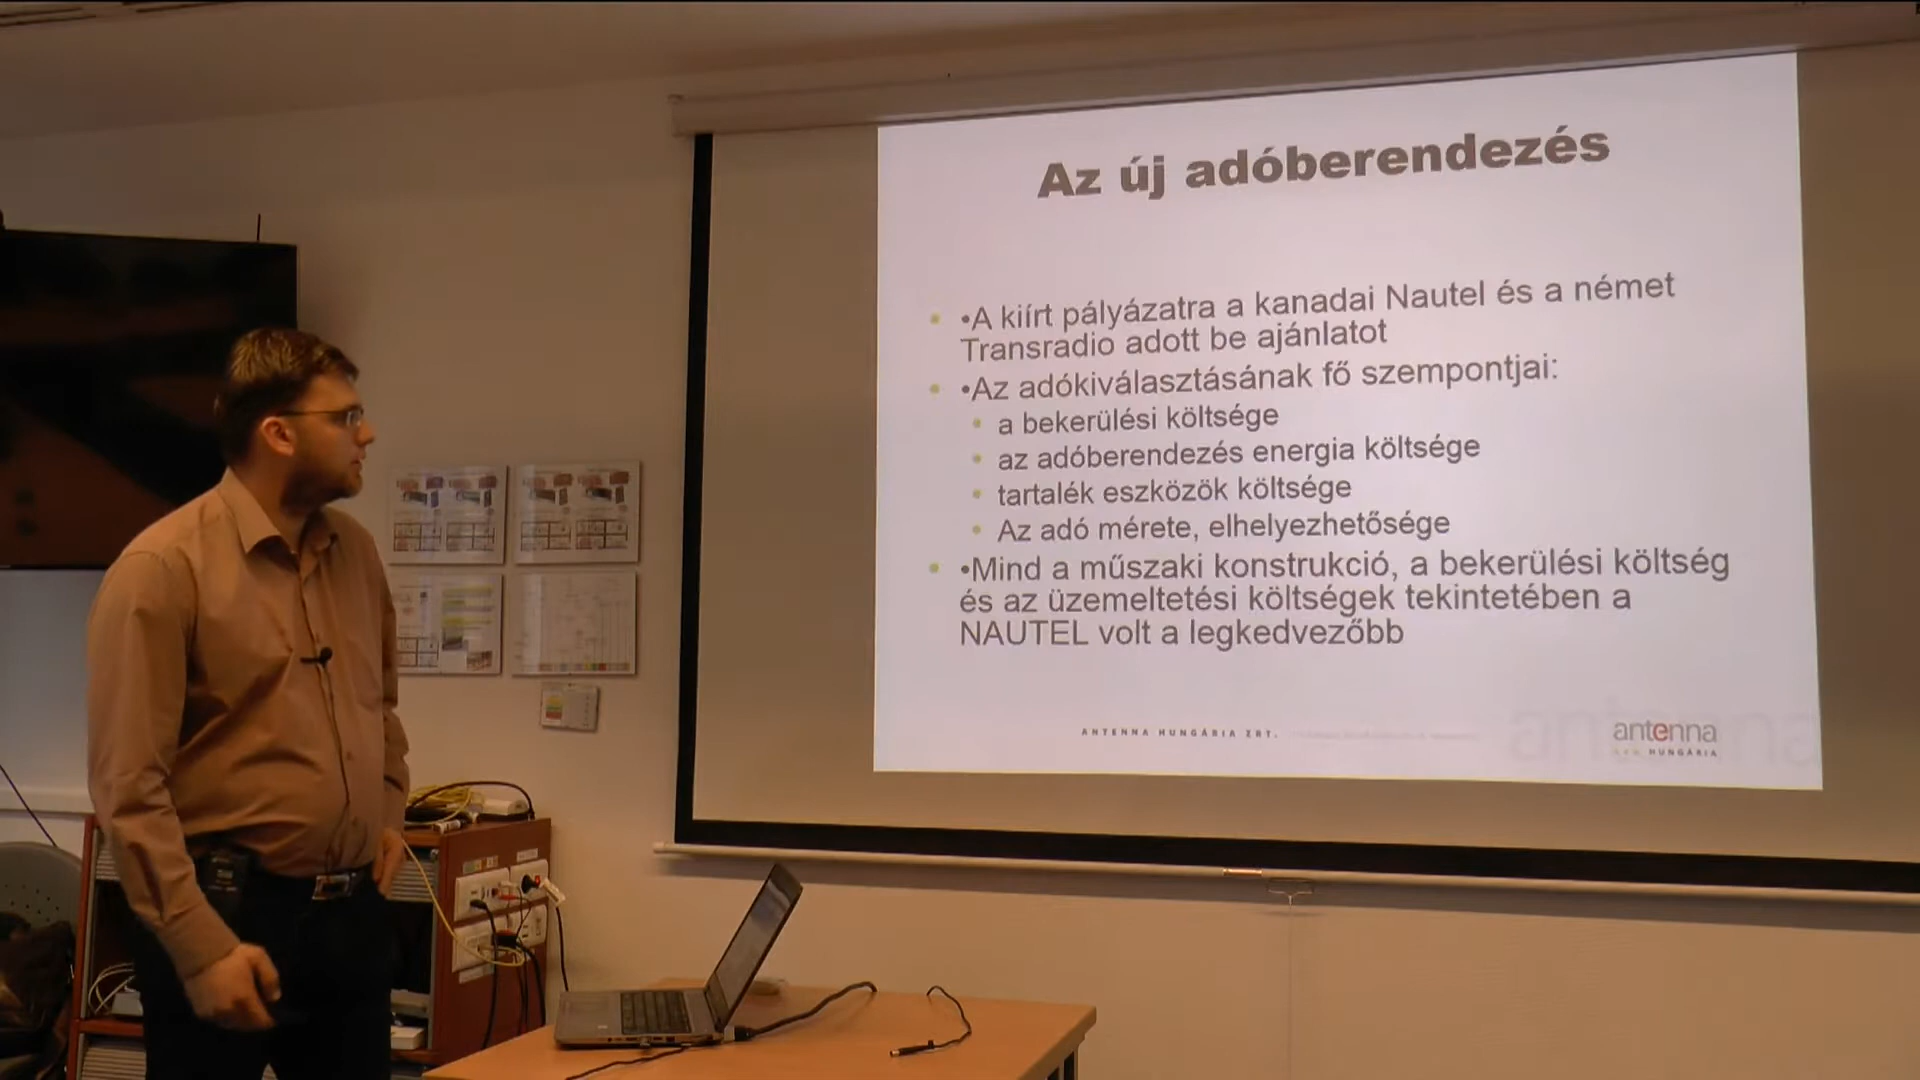 Az új adóberendezés
•A kiírt pályázatra a kanadai Nautel és a német
Transradio adott be ajánlatot
•Az adókiválasztásának fő szempontjai:
a bekerülési költsége
az adóberendezés energia költsége
tartalék eszközök költsége
Az adó mérete, elhelyezhetősége
•Mind a műszaki konstrukció, a bekerülési költség
és az üzemeltetési költségek tekintetében a
NAUTEL volt a legkedvezőbb
ANTENNA HUNGÁRIA ZRT.
antenna
HUNGÁRIA